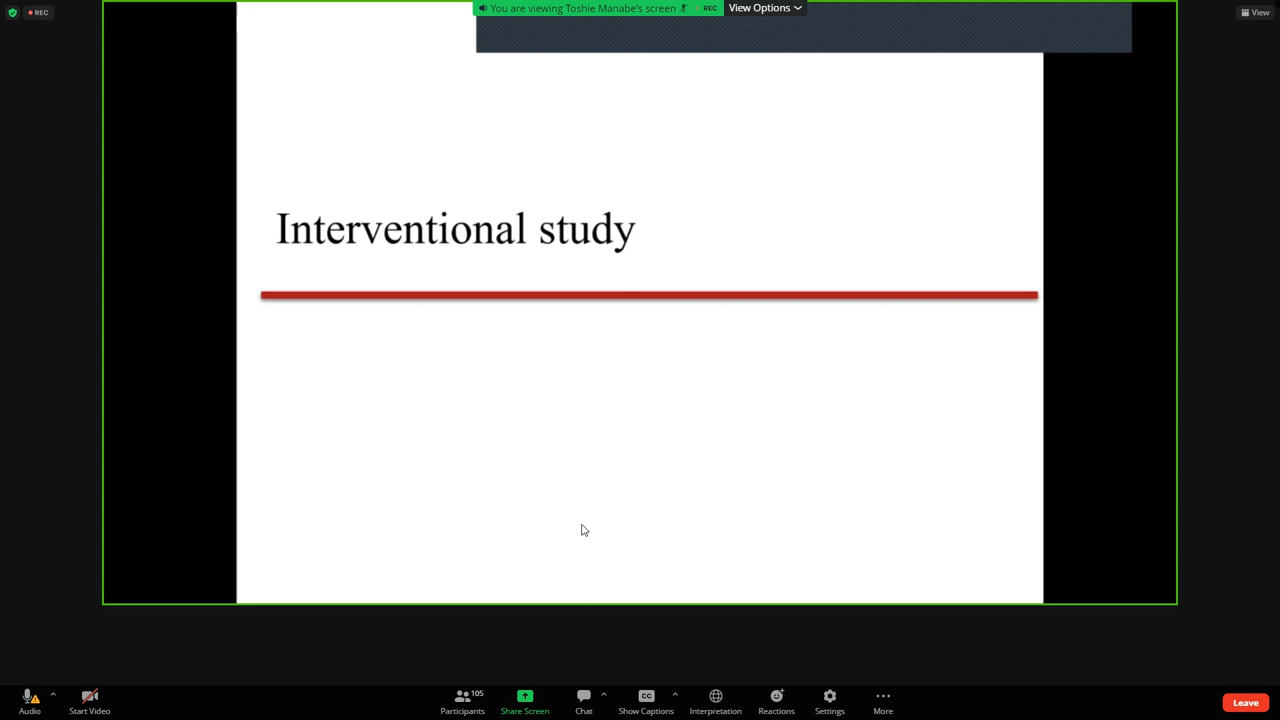 You are viewing Toshie Manabe's screen
REC
View Options
REC
View
Interventional study
Audio
Start Video
Participants
105
Share Screen
Chat
CC
Show Captions
Interpretation
Reactions
Settings
More
Leave